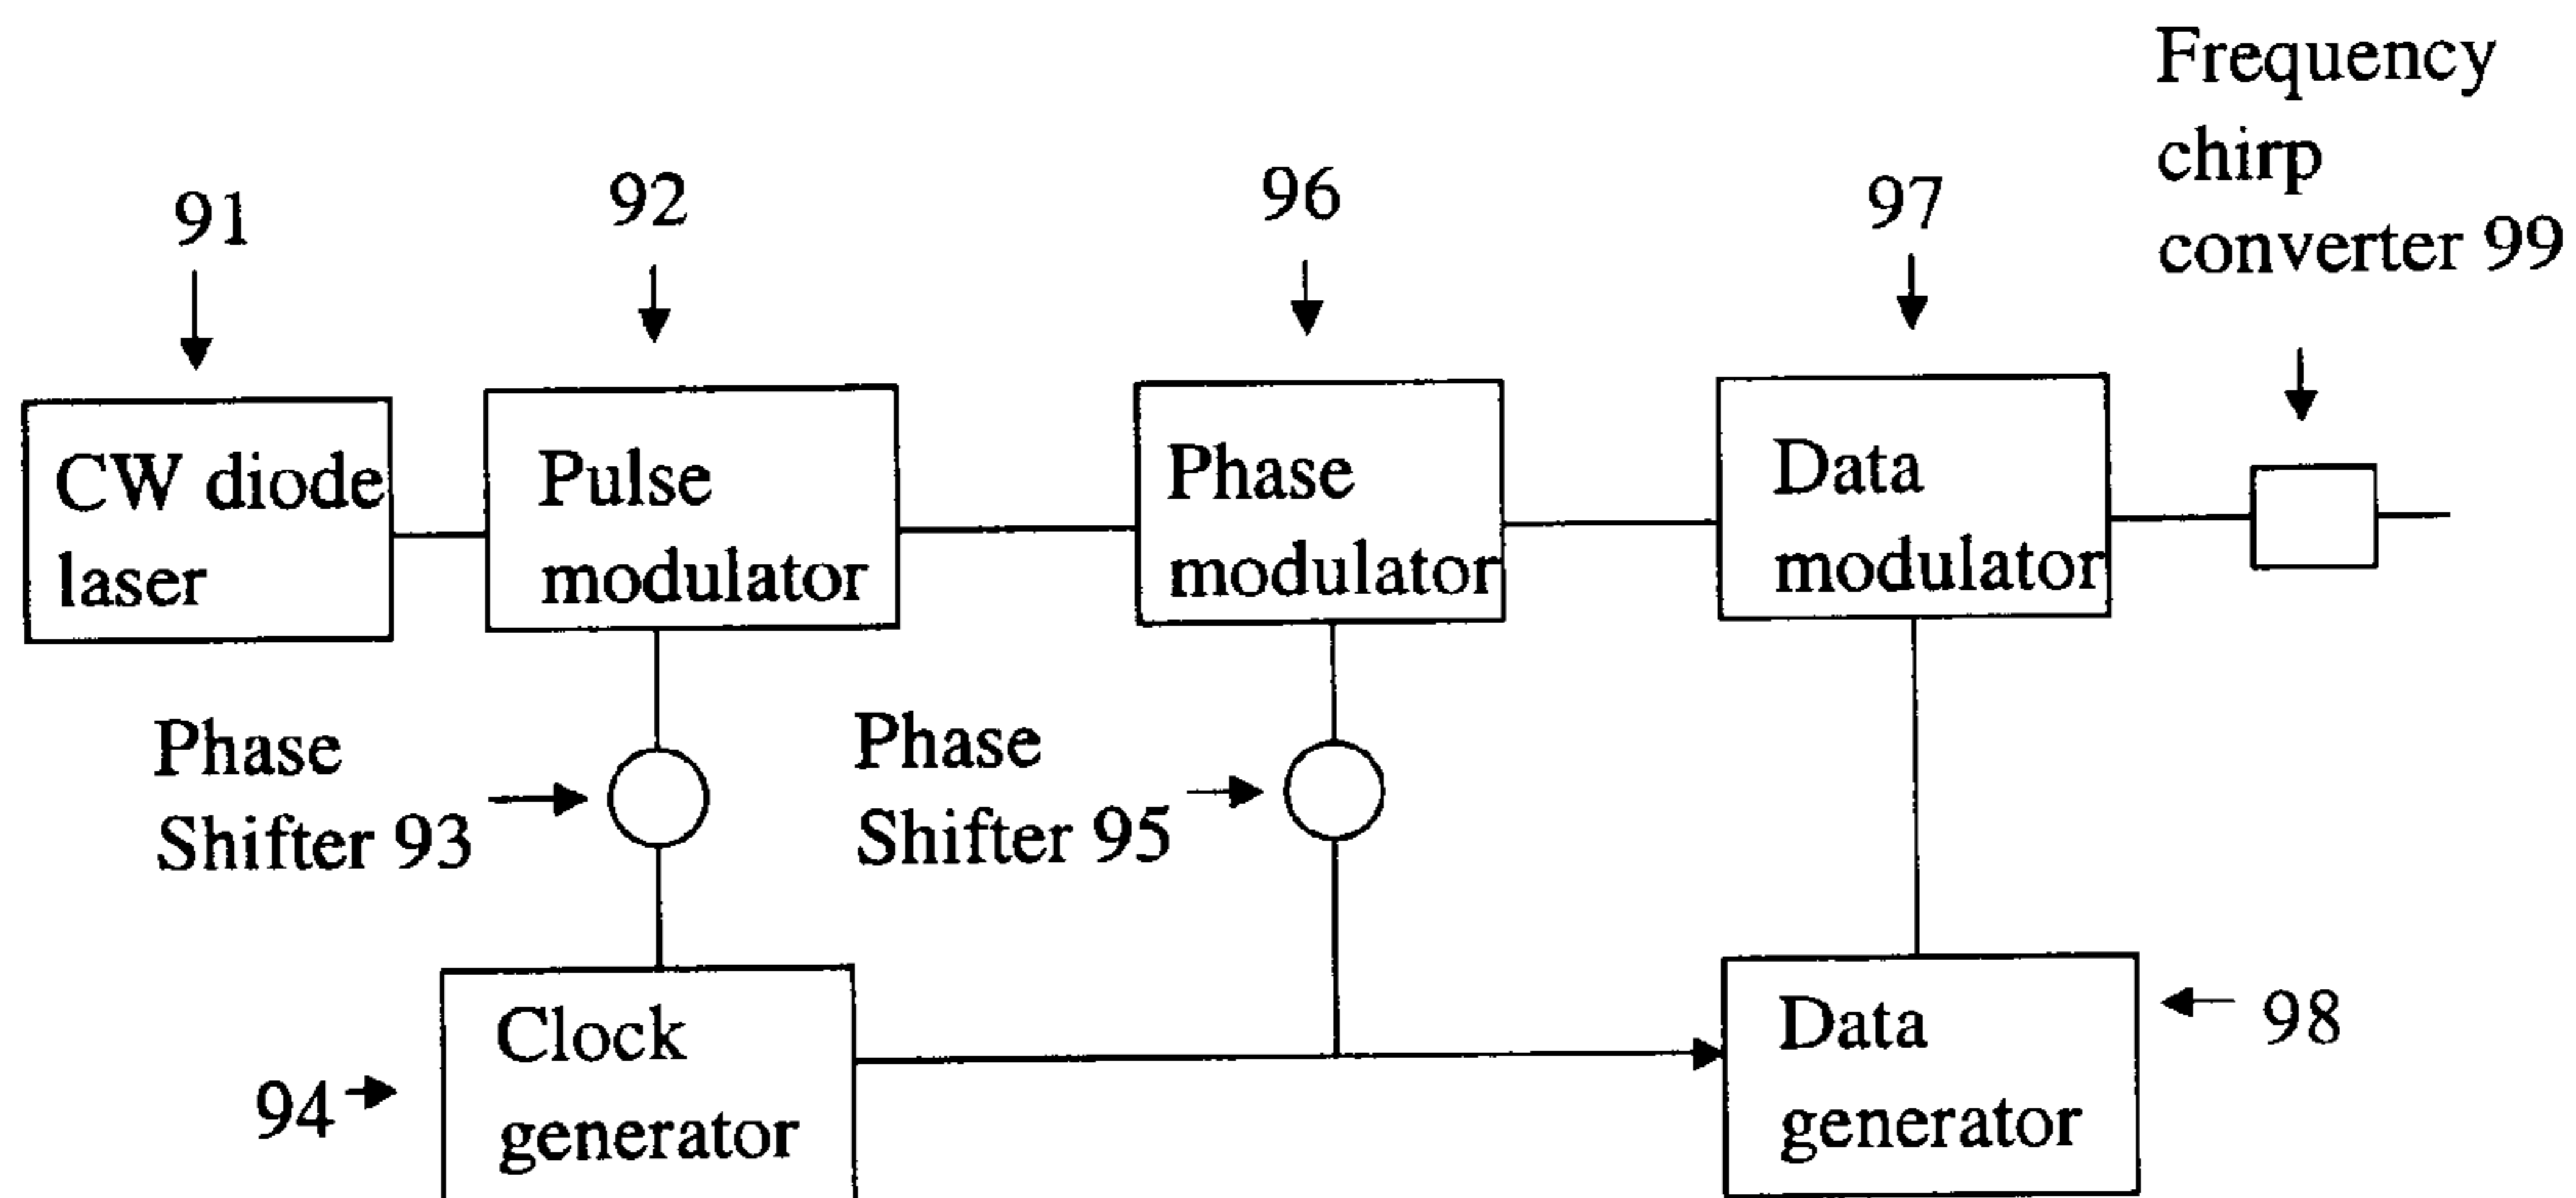 Frequency
chirp
converter 99
91
92
96
97
CW diode
laser
Pulse
modulator
Phase
modulator
Data
modulator
Phase
Shifter 93
Phase
Shifter 95
94
Clock
generator
Data
generator
98